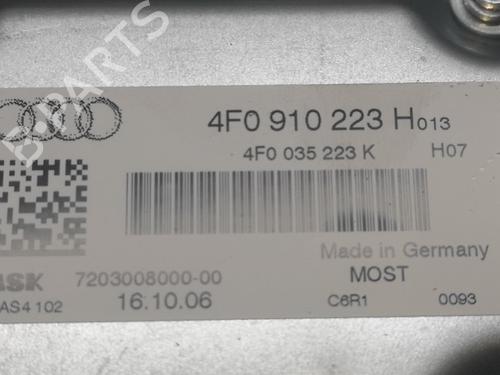 B-PARTS
4F0 910 223 H013
4F0 035 223 K H07
Made in Germany
ASK 7203008000-00 MOST
AS4 102 16.10.06 C6R1 0093